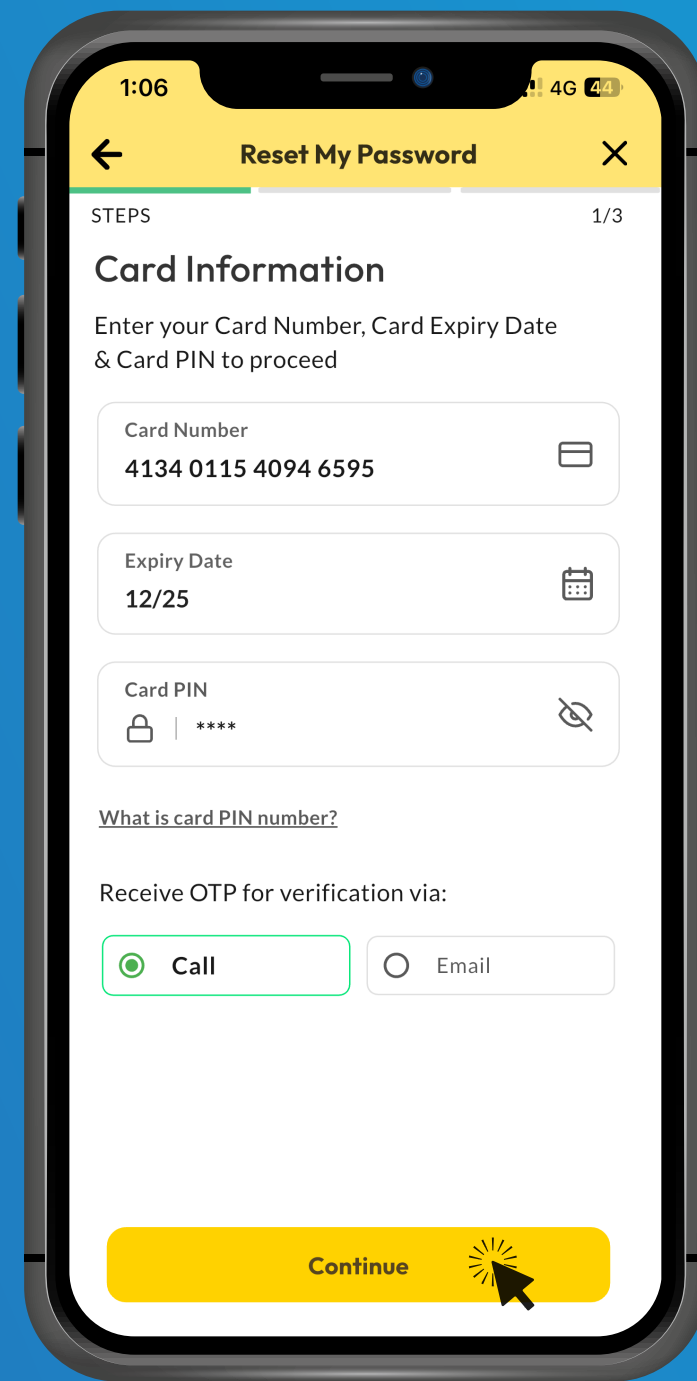 1:06
4G 44
Reset My Password
STEPS 1/3
Card Information
Enter your Card Number, Card Expiry Date
& Card PIN to proceed
Card Number
4134 0115 4094 6595
Expiry Date
12/25
Card PIN
****
What is card PIN number?
Receive OTP for verification via:
Call
Email
Continue